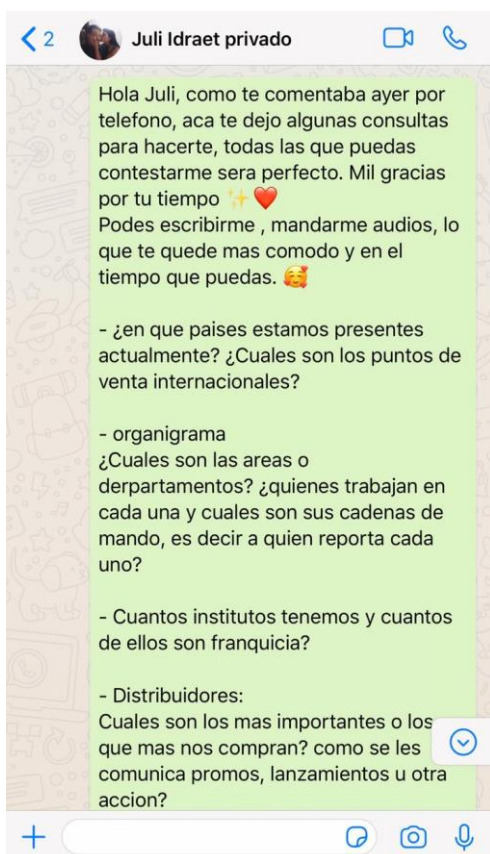 2 Juli Idraet privado
Hola Juli, como te comentaba ayer por
telefono, aca te dejo algunas consultas
para hacerte, todas las que puedas
contestarme sera perfecto. Mil gracias
por tu tiempo ✨ ❤️
Podes escribirme , mandarme audios, lo
que te quede mas comodo y en el
tiempo que puedas. 🥰
- ¿en que paises estamos presentes
actualmente? ¿Cuales son los puntos de
venta internacionales?
- organigrama
¿Cuales son las areas o
derpartamentos? ¿quienes trabajan en
cada una y cuales son sus cadenas de
mando, es decir a quien reporta cada
uno?
- Cuantos institutos tenemos y cuantos
de ellos son franquicia?
- Distribuidores:
Cuales son los mas importantes o los
que mas nos compran? como se les
comunica promos, lanzamientos u otra
accion?